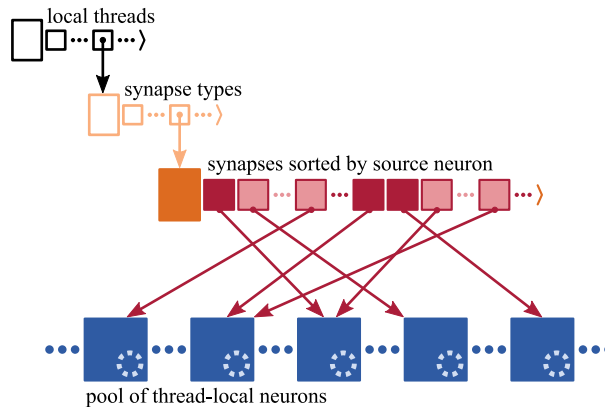 local threads
synapse types
synapses sorted by source neuron
pool of thread-local neurons